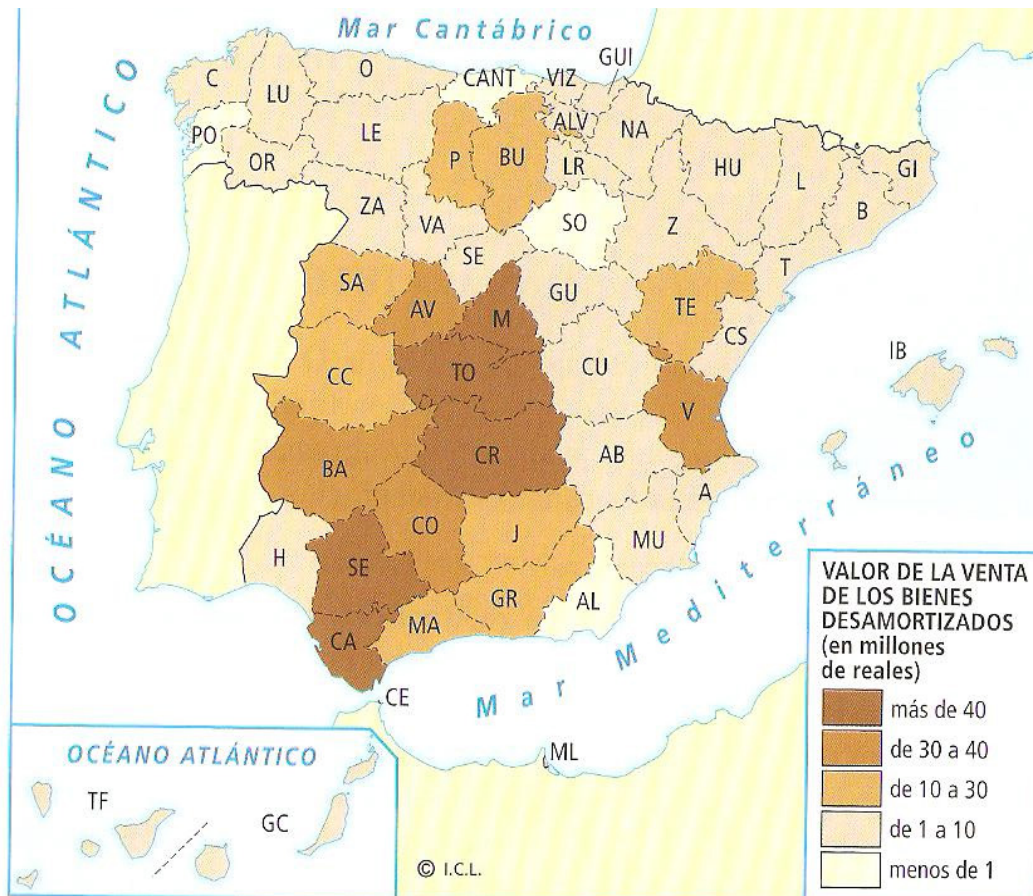 Mar Cantábrico
OCÉANO ATLÁNTICO
C
LU
O
CANT
VIZ
GUI
PO
OR
LE
P
BU
ALV
LR
NA
HU
L
GI
B
ZA
VA
SE
SO
Z
T
SA
AV
M
GU
TE
CS
CC
TO
CU
V
IB
BA
CR
AB
A
H
SE
CO
J
MU
CA
MA
GR
AL
CE
ML
Mar Mediterráneo
OCÉANO ATLÁNTICO
TF
GC
© I.C.L.
VALOR DE LA VENTA
DE LOS BIENES
DESAMORTIZADOS
(en millones
de reales)
más de 40
de 30 a 40
de 10 a 30
de 1 a 10
menos de 1